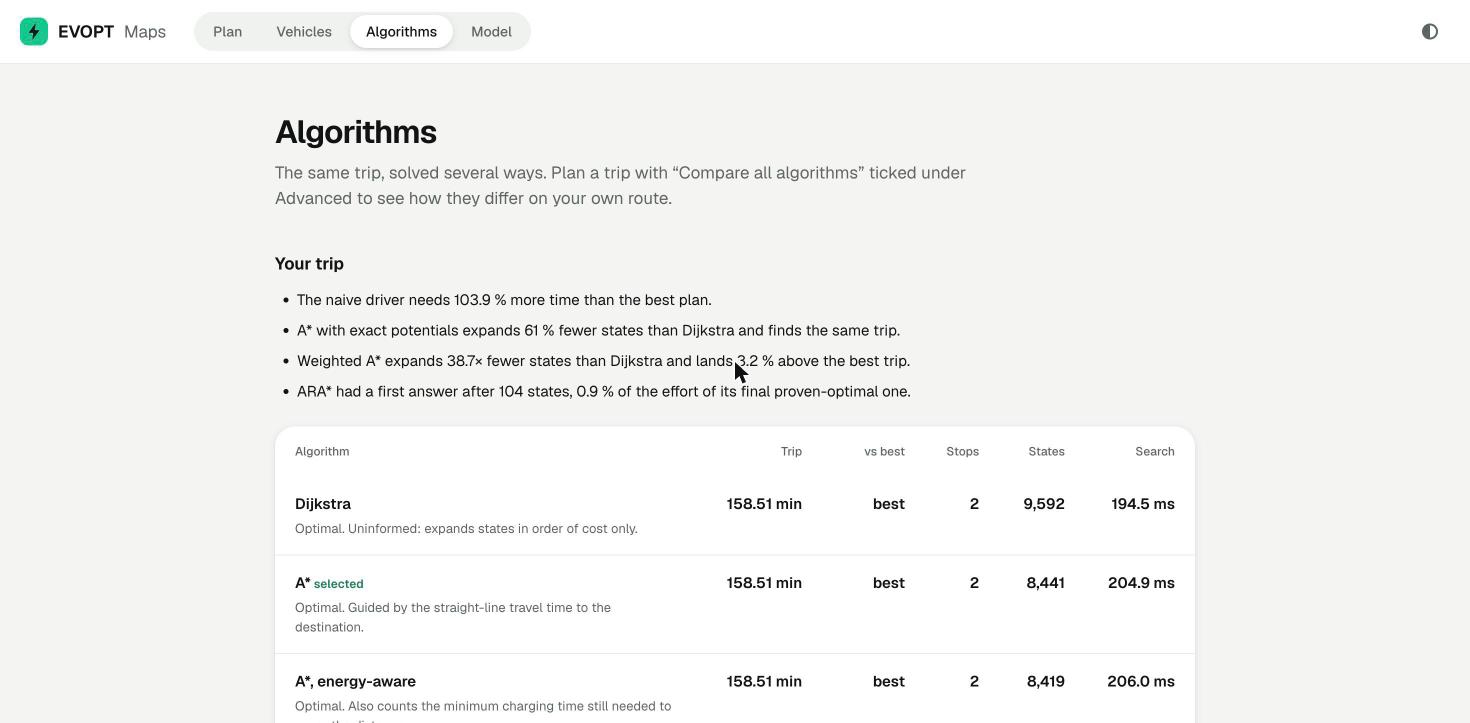 EVOPT Maps Plan Vehicles Algorithms Model
Algorithms
The same trip, solved several ways. Plan a trip with “Compare all algorithms” ticked under
Advanced to see how they differ on your own route.
Your trip
• The naive driver needs 103.9 % more time than the best plan.
• A* with exact potentials expands 61 % fewer states than Dijkstra and finds the same trip.
• Weighted A* expands 38.7× fewer states than Dijkstra and lands 3.2 % above the best trip.
• ARA* had a first answer after 104 states, 0.9 % of the effort of its final proven-optimal one.
Algorithm Trip vs best Stops States Search
Dijkstra 158.51 min best 2 9,592 194.5 ms
Optimal. Uninformed: expands states in order of cost only.
A* selected 158.51 min best 2 8,441 204.9 ms
Optimal. Guided by the straight-line travel time to the
destination.
A*, energy-aware 158.51 min best 2 8,419 206.0 ms
Optimal. Also counts the minimum charging time still needed to